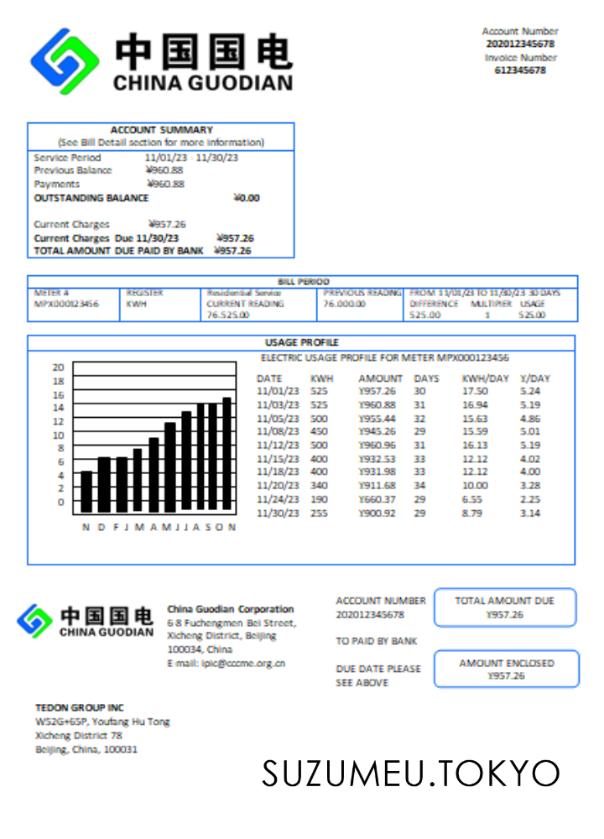 中国国电
CHINA GUODIAN
Account Number
202012345678
Invoice Number
612345678
ACCOUNT SUMMARY
(See Bill Detail section for more information)
Service Period 11/01/23 - 11/30/23
Previous Balance ¥960.88
Payments ¥960.88
OUTSTANDING BALANCE ¥0.00
Current Charges ¥957.26
Current Charges Due 11/30/23 ¥957.26
TOTAL AMOUNT DUE PAID BY BANK ¥957.26
BILL PERIOD
METER # REGISTER Residential Service PREVIOUS READING FROM 11/01/23 TO 11/30/23 30 DAYS
MPX000123456 KWH CURRENT READING 76.000.00 DIFFERENCE MULTIPIER USAGE
76.525.00 525.00 1 525.00
USAGE PROFILE
ELECTRIC USAGE PROFILE FOR METER MPX000123456
20
18
16
14
12
10
8
6
4
2
0
N D F J M A M J J A S O N
DATE KWH AMOUNT DAYS KWH/DAY Y/DAY
11/01/23 525 Y957.26 30 17.50 5.24
11/03/23 525 Y960.88 31 16.94 5.19
11/05/23 500 Y955.44 32 15.63 4.86
11/08/23 450 Y945.26 29 15.59 5.01
11/12/23 500 Y960.96 31 16.13 5.19
11/15/23 400 Y932.53 33 12.12 4.02
11/18/23 400 Y931.98 33 12.12 4.00
11/20/23 340 Y911.68 34 10.00 3.28
11/24/23 190 Y660.37 29 6.55 2.25
11/30/23 255 Y900.92 29 8.79 3.14
中国国电
CHINA GUODIAN
China Guodian Corporation
6-8 Fuchengmen Bei Street,
Xicheng District, Beijing
100034, China
E-mail: ipic@cccme.org.cn
ACCOUNT NUMBER
202012345678
TO PAID BY BANK
DUE DATE PLEASE
SEE ABOVE
TOTAL AMOUNT DUE
Y957.26
AMOUNT ENCLOSED
Y957.26
TEDON GROUP INC
W52G+65P, Youfang Hu Tong
Xicheng District 78
Beijing, China, 100031
SUZUMEU.TOKYO